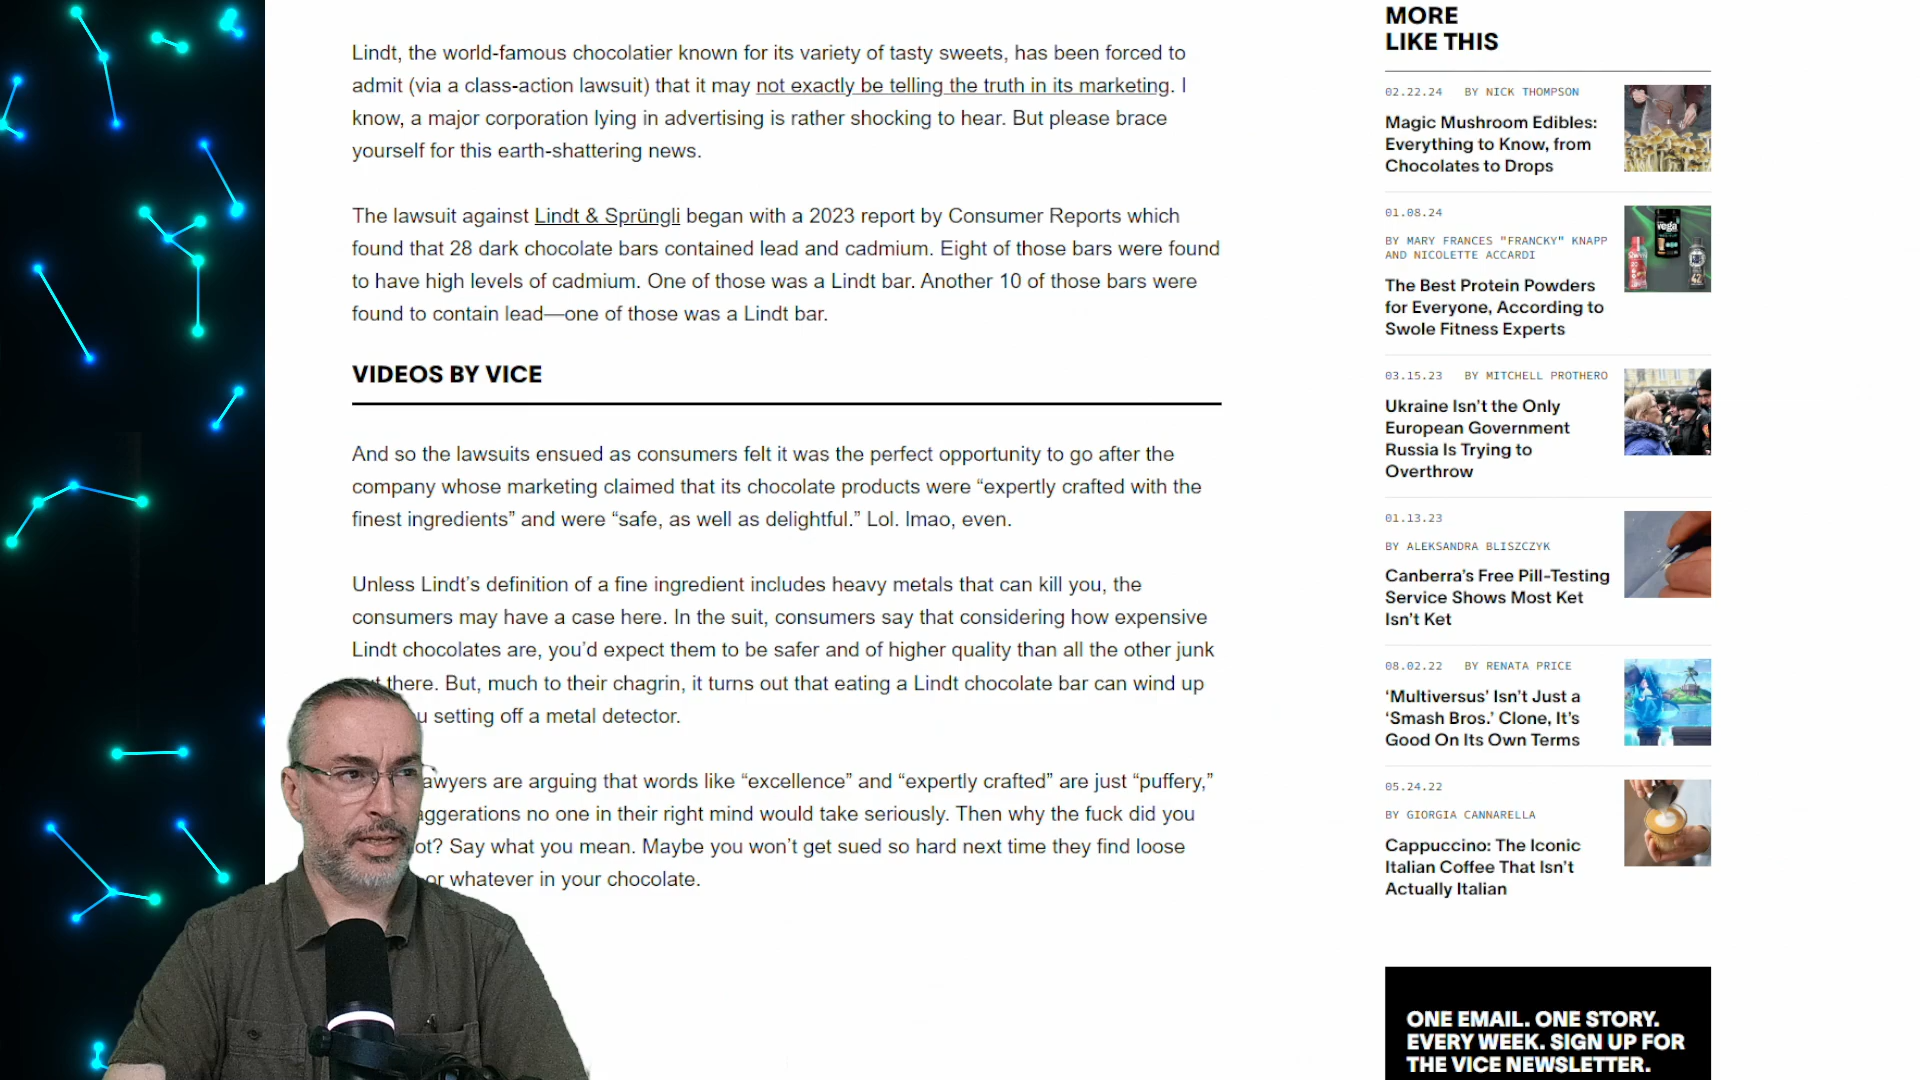 Lindt, the world-famous chocolatier known for its variety of tasty sweets, has been forced to
admit (via a class-action lawsuit) that it may not exactly be telling the truth in its marketing. I
know, a major corporation lying in advertising is rather shocking to hear. But please brace
yourself for this earth-shattering news.
The lawsuit against Lindt & Sprüngli began with a 2023 report by Consumer Reports which
found that 28 dark chocolate bars contained lead and cadmium. Eight of those bars were found
to have high levels of cadmium. One of those was a Lindt bar. Another 10 of those bars were
found to contain lead—one of those was a Lindt bar.
VIDEOS BY VICE
And so the lawsuits ensued as consumers felt it was the perfect opportunity to go after the
company whose marketing claimed that its chocolate products were “expertly crafted with the
finest ingredients” and were “safe, as well as delightful.” Lol. lmao, even.
Unless Lindt’s definition of a fine ingredient includes heavy metals that can kill you, the
consumers may have a case here. In the suit, consumers say that considering how expensive
Lindt chocolates are, you’d expect them to be safer and of higher quality than all the other junk
there. But, much to their chagrin, it turns out that eating a Lindt chocolate bar can wind up
setting off a metal detector.
awyers are arguing that words like “excellence” and “expertly crafted” are just “puffery,”
aggerations no one in their right mind would take seriously. Then why the fuck did you
ot? Say what you mean. Maybe you won’t get sued so hard next time they find loose
or whatever in your chocolate.
MORE
LIKE THIS
02.22.24 BY NICK THOMPSON
Magic Mushroom Edibles:
Everything to Know, from
Chocolates to Drops
01.08.24
BY MARY FRANCES "FRANCKY" KNAPP
AND NICOLETTE ACCARDI
The Best Protein Powders
for Everyone, According to
Swole Fitness Experts
vega
03.15.23 BY MITCHELL PROTHERO
Ukraine Isn’t the Only
European Government
Russia Is Trying to
Overthrow
01.13.23
BY ALEKSANDRA BLISZCZYK
Canberra’s Free Pill-Testing
Service Shows Most Ket
Isn’t Ket
08.02.22 BY RENATA PRICE
‘Multiversus’ Isn’t Just a
‘Smash Bros.’ Clone, It’s
Good On Its Own Terms
05.24.22
BY GIORGIA CANNARELLA
Cappuccino: The Iconic
Italian Coffee That Isn’t
Actually Italian
ONE EMAIL. ONE STORY.
EVERY WEEK. SIGN UP FOR
THE VICE NEWSLETTER.